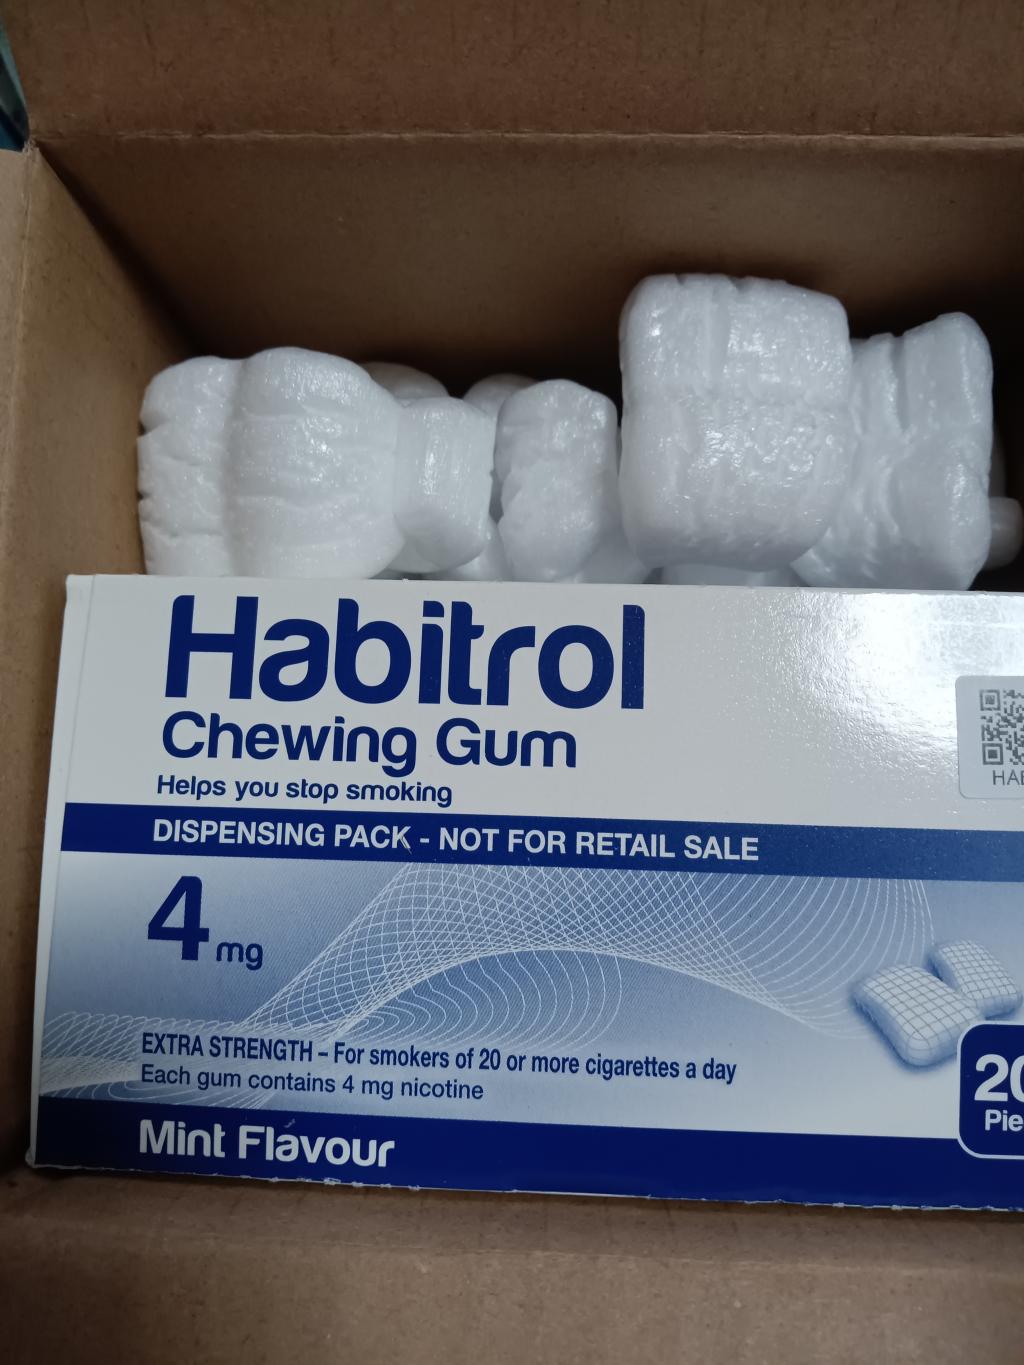 Habitrol
Chewing Gum
Helps you stop smoking
DISPENSING PACK - NOT FOR RETAIL SALE
4 mg
EXTRA STRENGTH – For smokers of 20 or more cigarettes a day
Each gum contains 4 mg nicotine
Mint Flavour